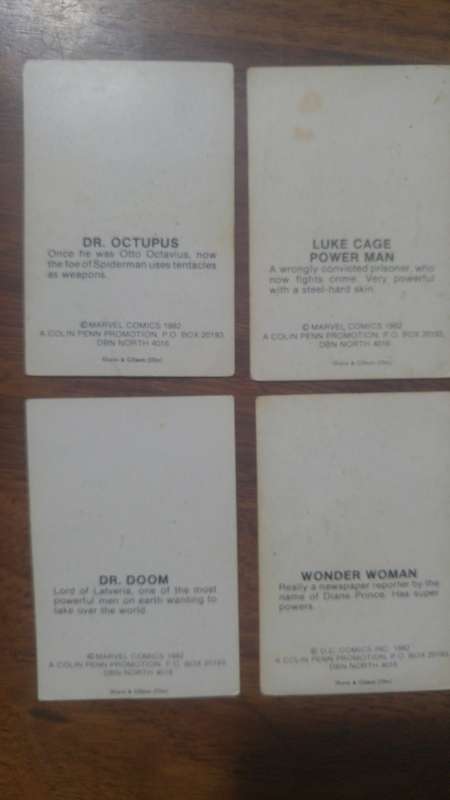 DR. OCTUPUS
Once he was Otto Octavius, now
the foe of Spiderman uses tentacles
as weapons.
©MARVEL COMICS 1982
A COLIN PENN PROMOTION, P.O. BOX 20193,
DBN NORTH 4016
LUKE CAGE
POWER MAN
A wrongly convicted prisoner, who
now fights crime. Very powerful
with a steel-hard skin.
© MARVEL COMICS 1982
A COLIN PENN PROMOTION, P.O. BOX 20193,
DBN NORTH 4016
DR. DOOM
Lord of Latveria, one of the most
powerful men on earth wanting to
take over the world.
©MARVEL COMICS 1982
A COLIN PENN PROMOTION, P.O. BOX 20193,
DBN NORTH 4016
WONDER WOMAN
Really a newspaper reporter by the
name of Diane Prince. Has super
powers.
© D.C. COMICS INC. 1982
A COLIN PENN PROMOTION, P.O. BOX 20193,
DBN NORTH 4016